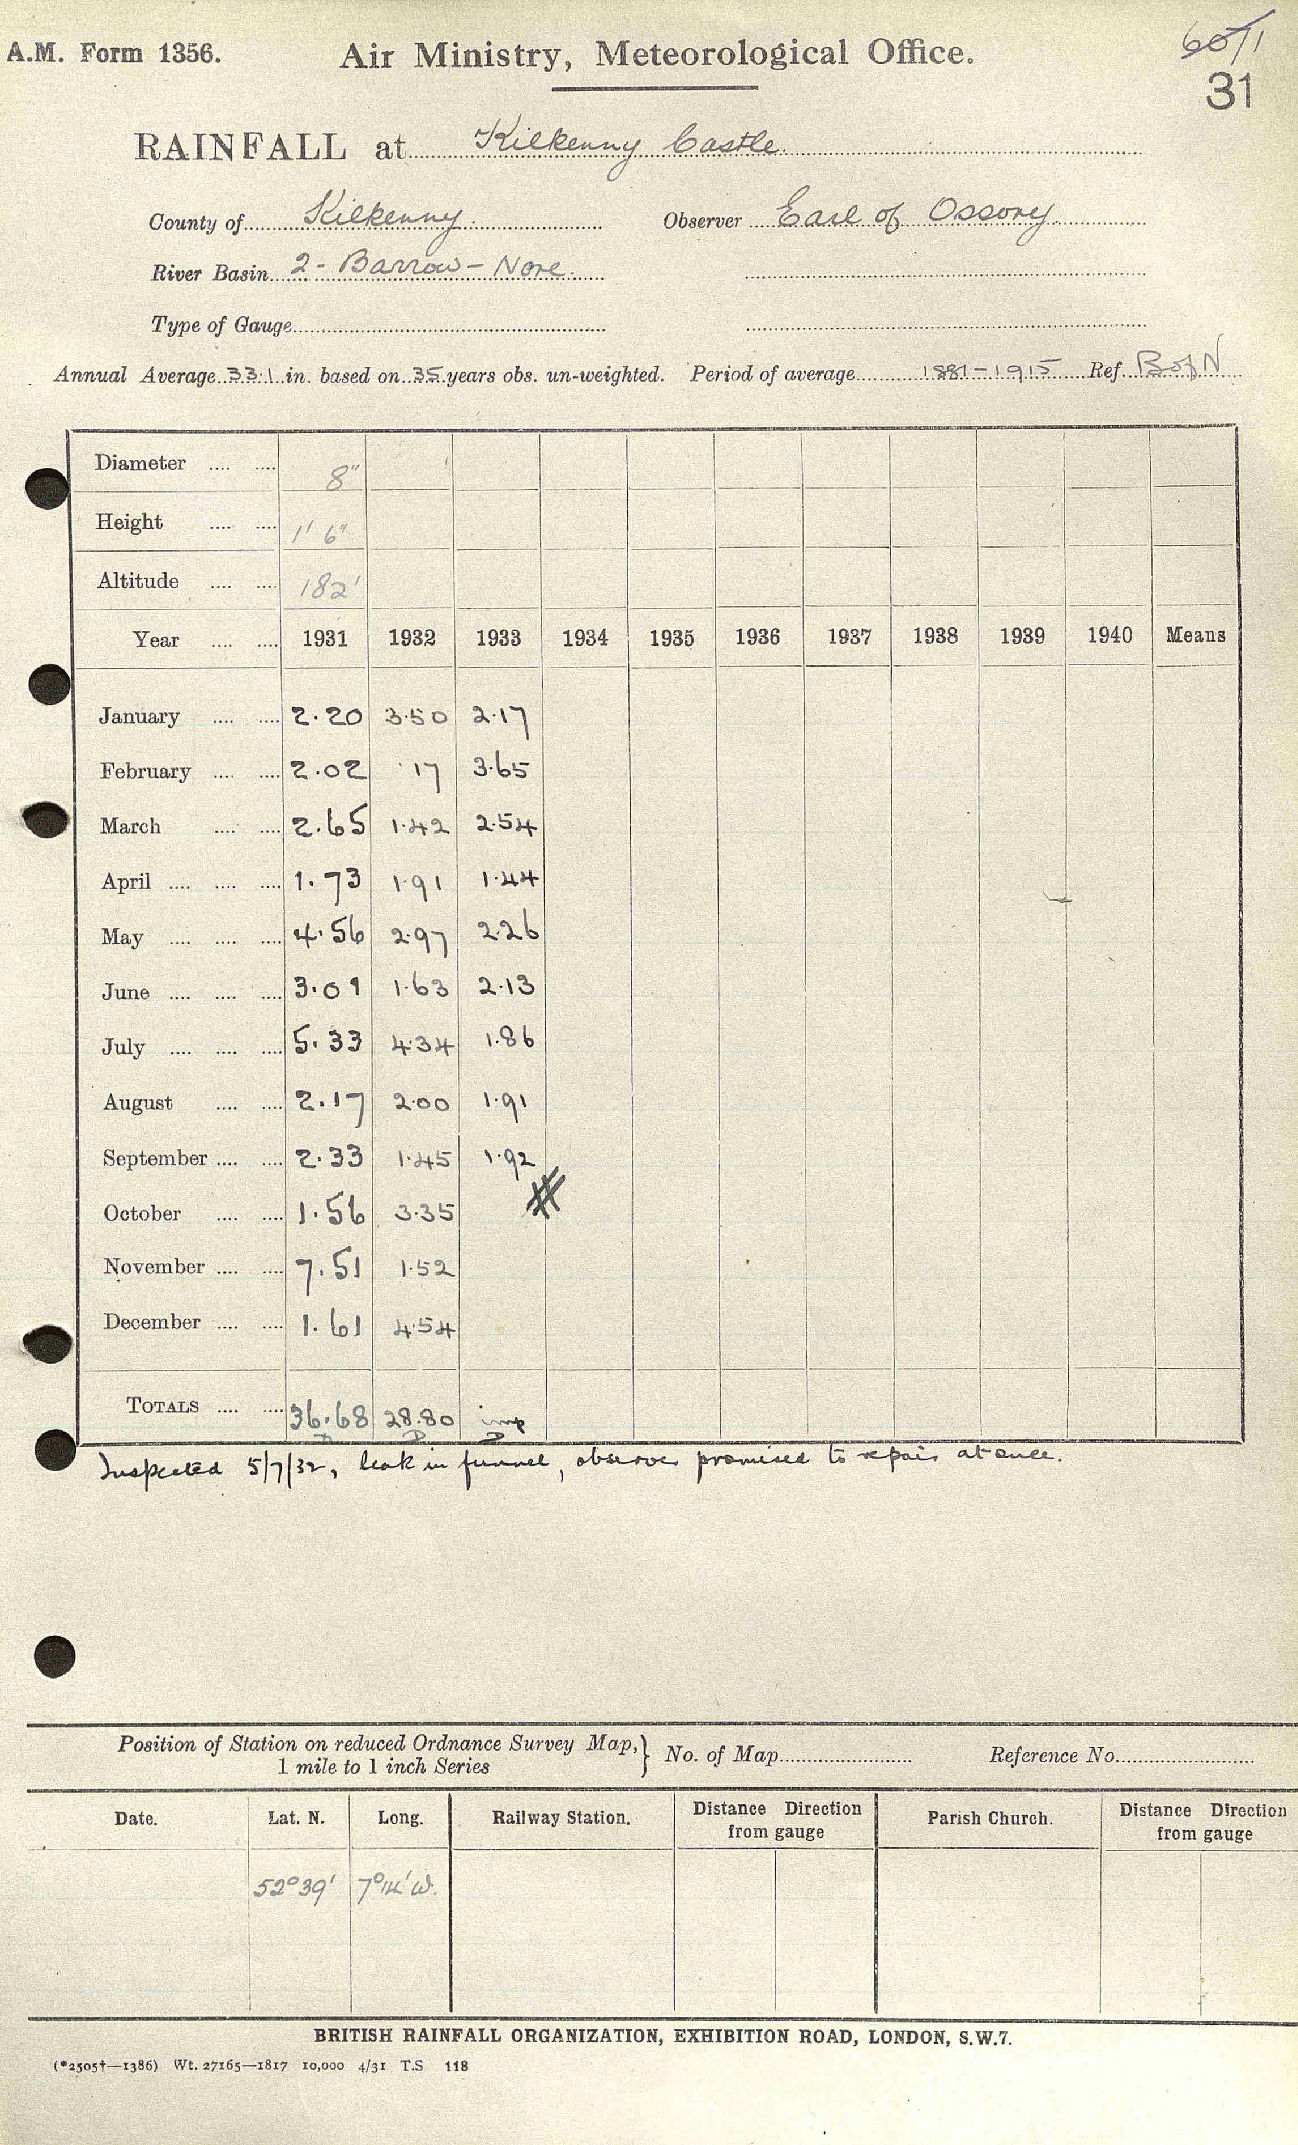 A.M. Form 1356. Air Ministry, Meteorological Office. 60/1
31
RAINFALL at Kilkenny Castle.
County of Kilkenny. Observer Earl of Ossory
River Basin 2 - Barrow - Nore.
Type of Gauge
Annual Average 33.1 in. based on 35 years obs. un-weighted. Period of average 1881-1915 Ref. B of N
Diameter .... .... 8"
Height .... .... 1' 6"
Altitude .... .... 182'
Year .... .... 1931 1932 1933 1934 1935 1936 1937 1938 1939 1940 Means
January .... .... 2.20 3.50 2.17
February .... .... 2.02 .17 3.65
March .... .... 2.65 1.42 2.54
April .... .... .... 1.73 1.91 1.44
May .... .... .... 4.56 2.97 2.26
June .... .... .... 3.01 1.63 2.13
July .... .... .... 5.33 4.34 1.86
August .... .... 2.17 2.00 1.91
September .... .... 2.33 1.45 1.92
October .... .... 1.56 3.35
November .... .... 7.51 1.52
December .... .... 1.61 4.54
TOTALS .... .... 36.68 28.80 imp
Inspected 5/7/32, leak in funnel, observer promised to repair at once.
Position of Station on reduced Ordnance Survey Map, } No. of Map Reference No.
1 mile to 1 inch Series
Date. Lat. N. Long. Railway Station. Distance Direction from gauge Parish Church. Distance Direction from gauge
52°39' 7°14' W.
BRITISH RAINFALL ORGANIZATION, EXHIBITION ROAD, LONDON, S.W.7.
(*2505†—1386) Wt. 27165—1817 10,000 4/31 T.S 118